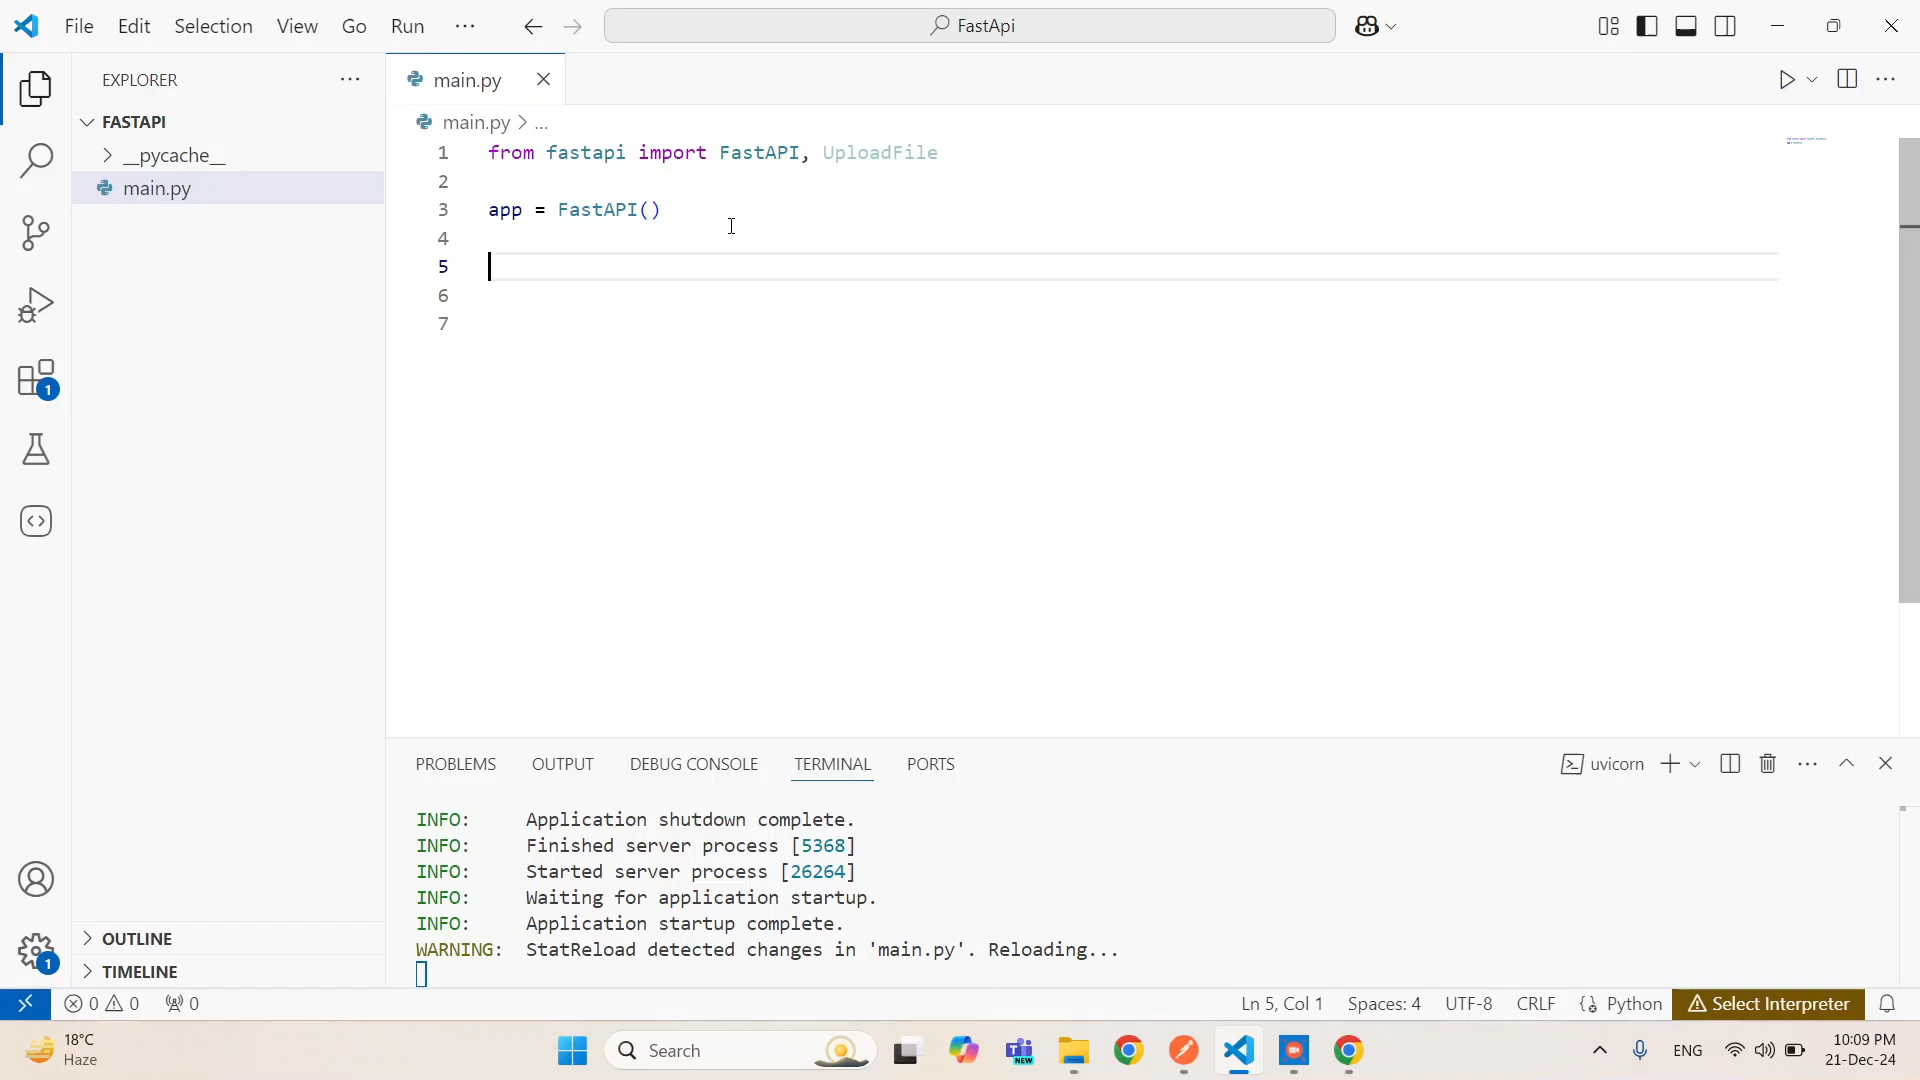 File Edit Selection View Go Run ...
FastApi
EXPLORER
FASTAPI
__pycache__
main.py
OUTLINE
TIMELINE
main.py
main.py > ...
1 from fastapi import FastAPI, UploadFile
2
3 app = FastAPI()
4
5
6
7
PROBLEMS OUTPUT DEBUG CONSOLE TERMINAL PORTS
uvicorn
INFO: Application shutdown complete.
INFO: Finished server process [5368]
INFO: Started server process [26264]
INFO: Waiting for application startup.
INFO: Application startup complete.
WARNING: StatReload detected changes in 'main.py'. Reloading...
1
1
0 0 0
Ln 5, Col 1 Spaces: 4 UTF-8 CRLF Python Select Interpreter
18°C
Haze
Search
NEW
ENG
10:09 PM
21-Dec-24